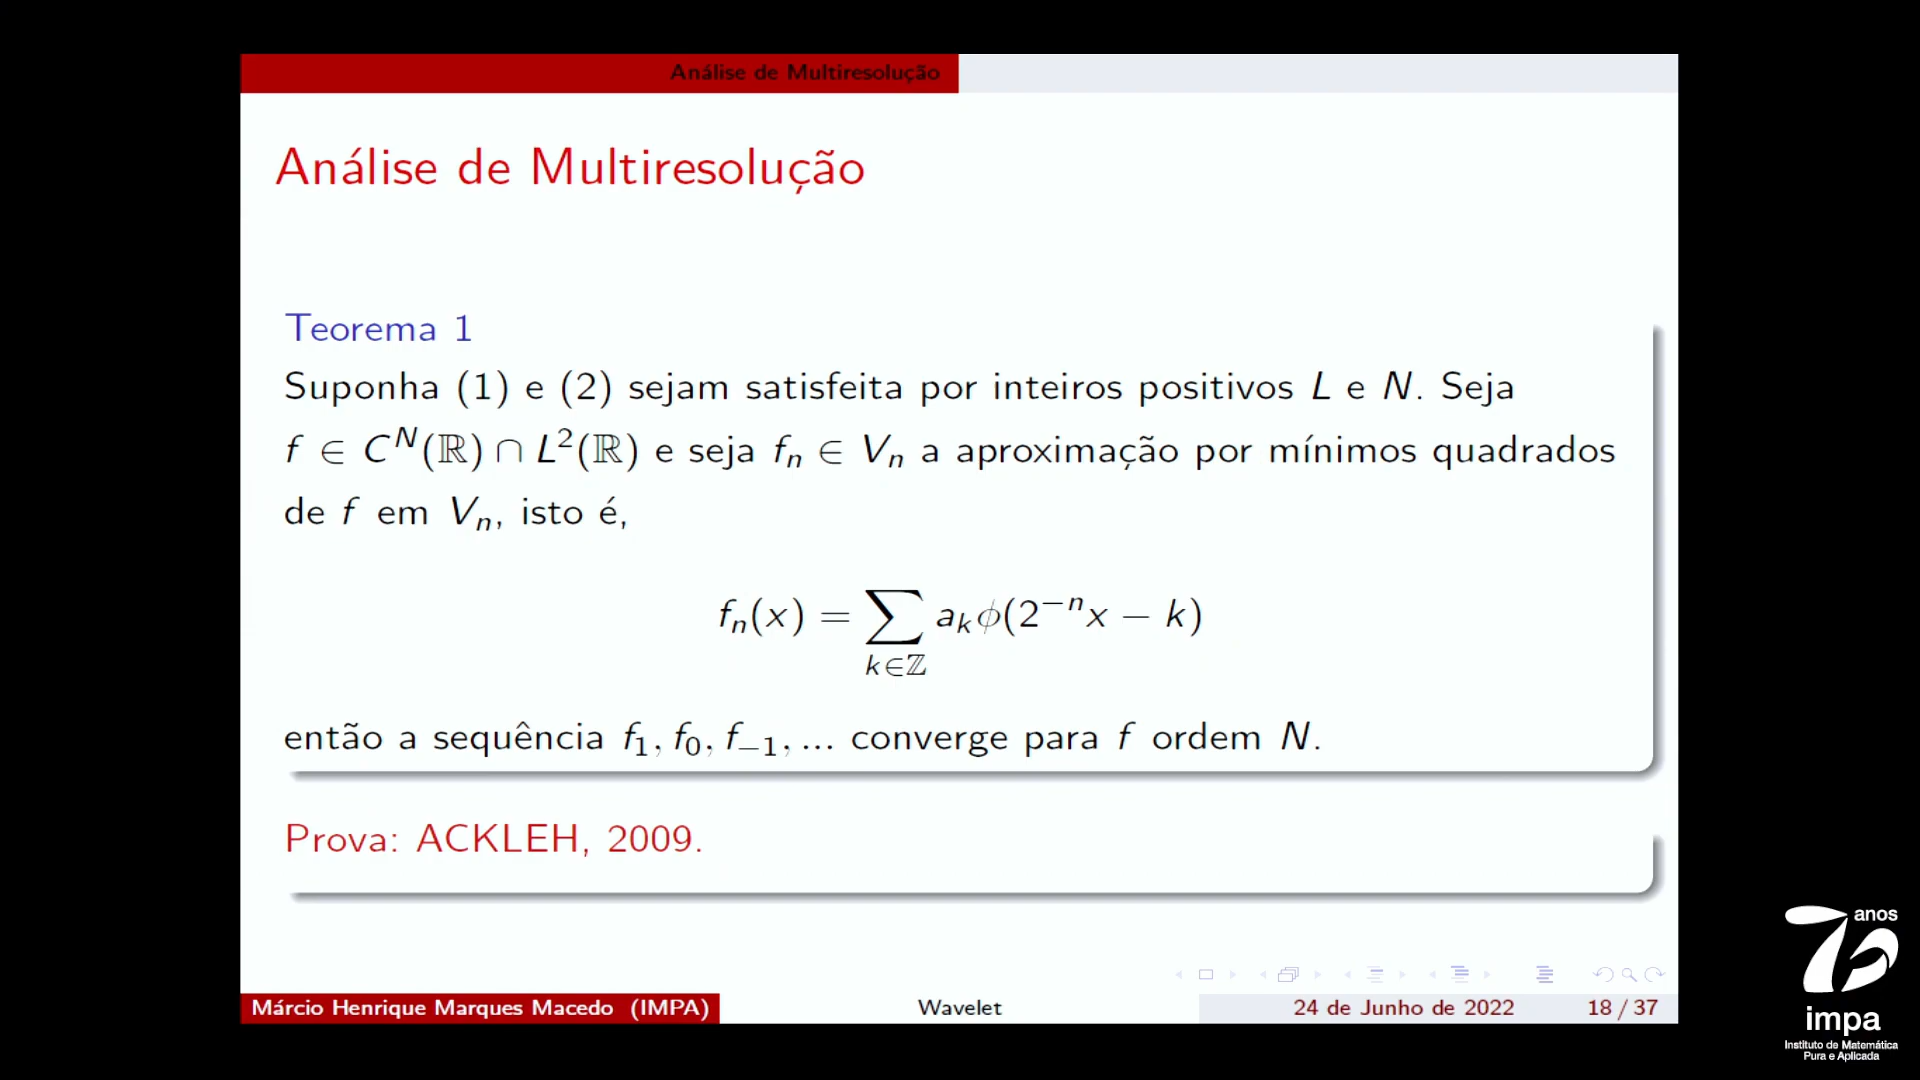 Análise de Multiresolução
Análise de Multiresolução
Teorema 1
Suponha (1) e (2) sejam satisfeita por inteiros positivos L e N. Seja
f ∈ C^N(ℝ) ∩ L²(ℝ) e seja f_n ∈ V_n a aproximação por mínimos quadrados
de f em V_n, isto é,
f_n(x) = ∑_{k∈ℤ} a_k ϕ(2^{−n}x − k)
então a sequência f_1, f_0, f_{−1}, ... converge para f ordem N.
Prova: ACKLEH, 2009.
Márcio Henrique Marques Macedo (IMPA)
Wavelet
24 de Junho de 2022
18 / 37
70 anos
impa
Instituto de Matemática
Pura e Aplicada